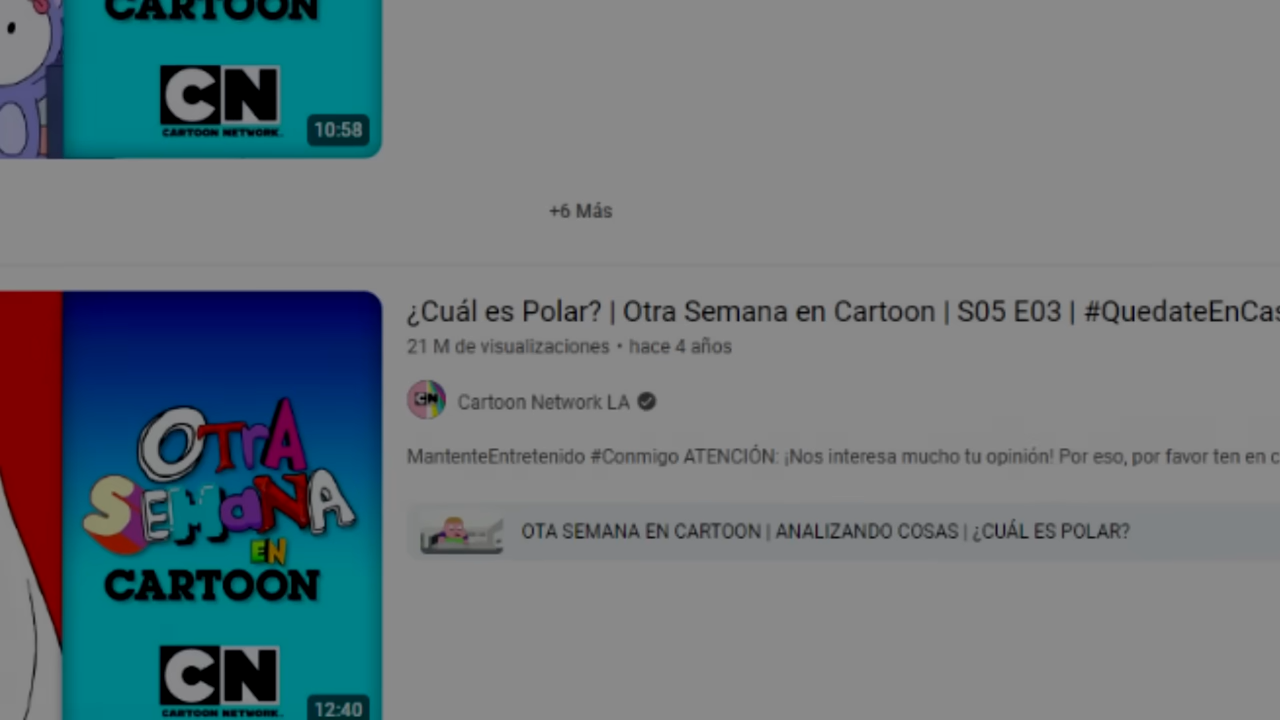 CARTOON
CN
CARTOON NETWORK.
10:58
+6 Más
¿Cuál es Polar? | Otra Semana en Cartoon | S05 E03 | #QuedateEnCas
21 M de visualizaciones • hace 4 años
CN
Cartoon Network LA
MantenteEntretenido #Conmigo ATENCIÓN: ¡Nos interesa mucho tu opinión! Por eso, por favor ten en c
OTA SEMANA EN CARTOON | ANALIZANDO COSAS | ¿CUÁL ES POLAR?
OTrA
SEMaNA
EN
CARTOON
CN
CARTOON NETWORK.
12:40